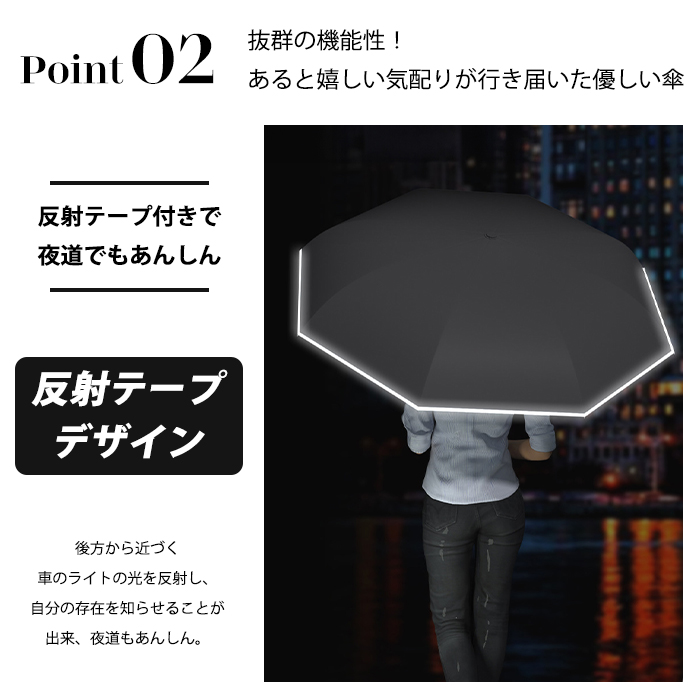 Point 02
抜群の機能性！
あると嬉しい気配りが行き届いた優しい傘
反射テープ付きで
夜道でもあんしん
反射テープ
デザイン
後方から近づく
車のライトの光を反射し、
自分の存在を知らせることが
出来、夜道もあんしん。